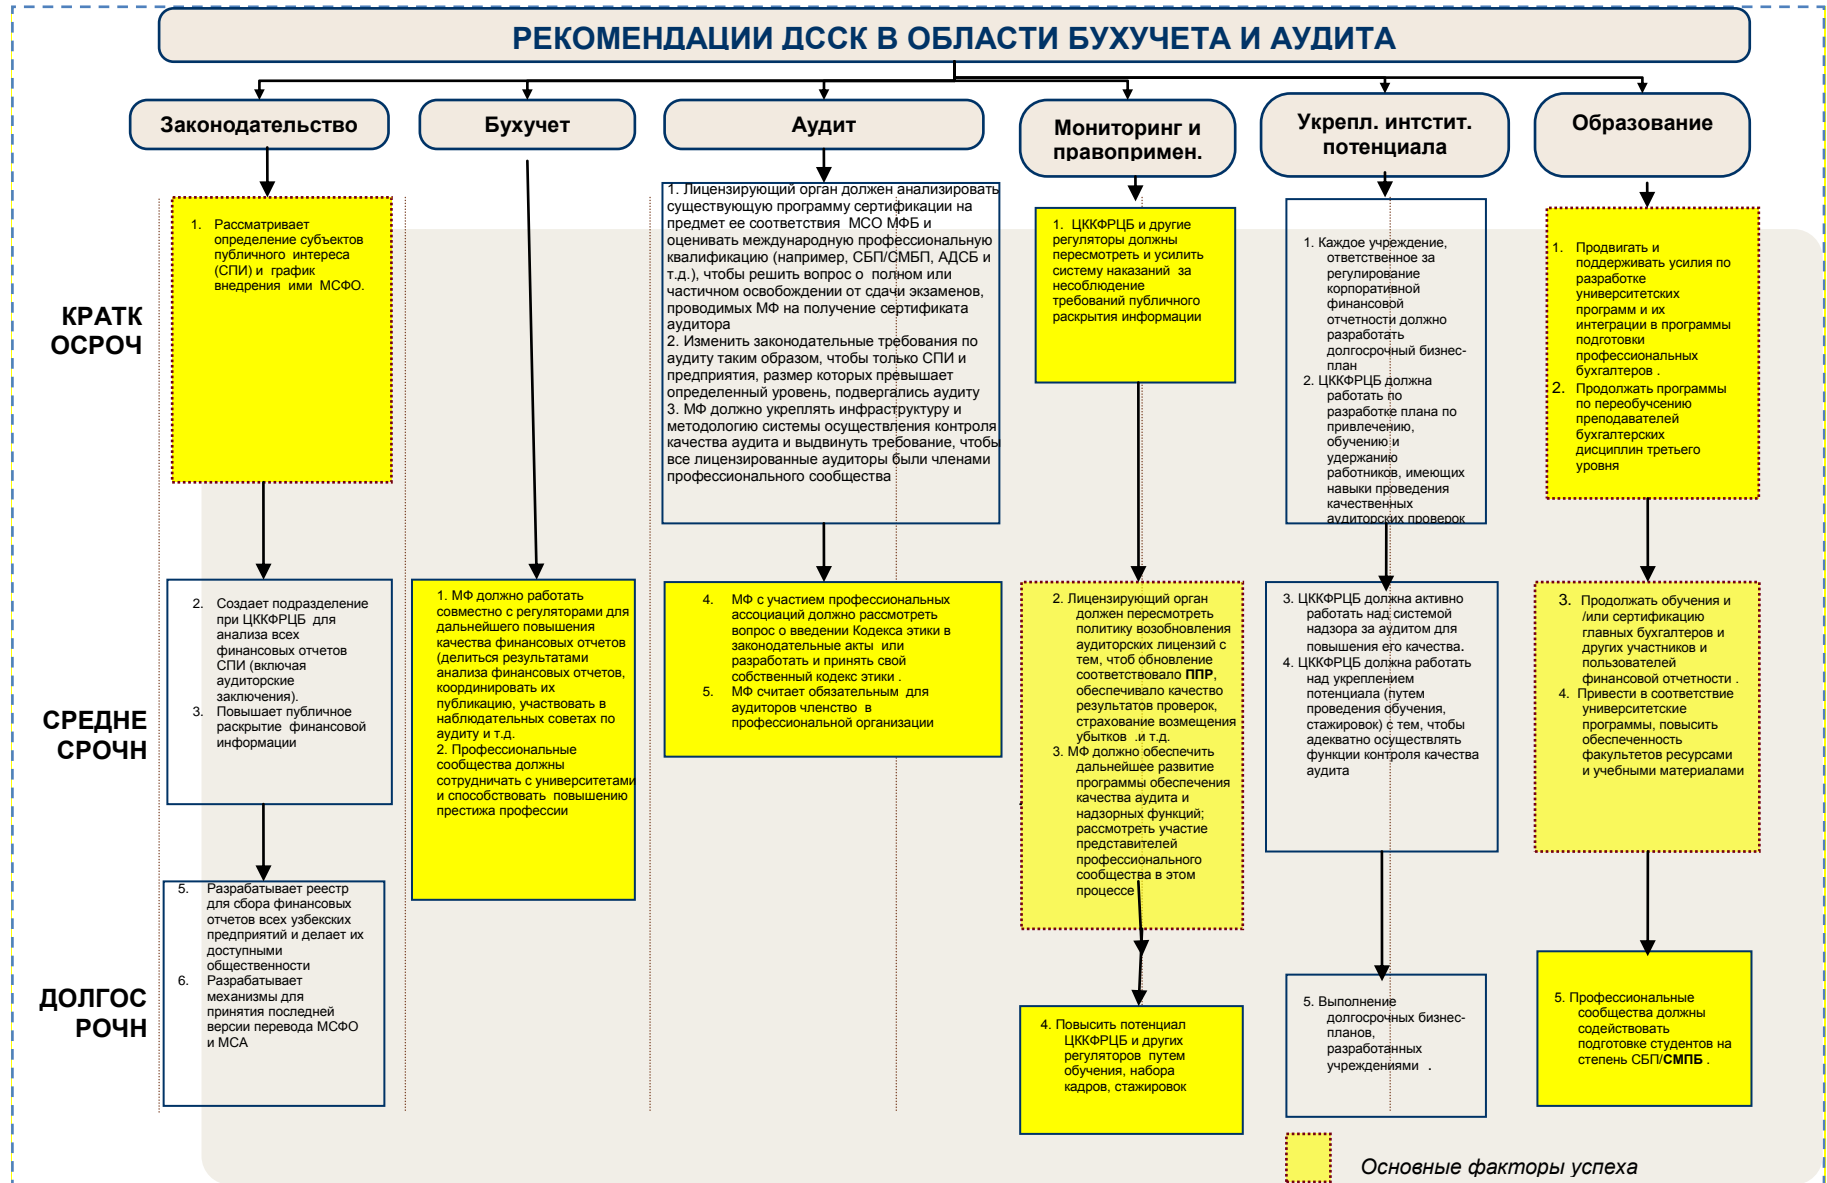 РЕКОМЕНДАЦИИ ДССК В ОБЛАСТИ БУХУЧЕТА И АУДИТА
Законодательство
Бухучет
Аудит
Мониторинг и
правопримен.
Укрепл. интстит.
потенциала
Образование
КРАТК
ОСРОЧ
1. Рассматривает
определение субъектов
публичного интереса
(СПИ) и график
внедрения ими МСФО.
1. Лицензирующий орган должен анализировать
существующую программу сертификации на
предмет ее соответствия МСО МФБ и
оценивать международную профессиональную
квалификацию (например, СБП/СМБП, АДСБ и
т.д.), чтобы решить вопрос о полном или
частичном освобождении от сдачи экзаменов,
проводимых МФ на получение сертификата
аудитора
2. Изменить законодательные требования по
аудиту таким образом, чтобы только СПИ и
предприятия, размер которых превышает
определенный уровень, подвергались аудиту
3. МФ должно укреплять инфраструктуру и
методологию системы осуществления контроля
качества аудита и выдвинуть требование, чтобы
все лицензированные аудиторы были членами
профессионального сообщества
1. ЦККФРЦБ и другие
регуляторы должны
пересмотреть и усилить
систему наказаний за
несоблюдение
требований публичного
раскрытия информации
1. Каждое учреждение,
ответственное за
регулирование
корпоративной
финансовой
отчетности должно
разработать
долгосрочный бизнес-
план
2. ЦККФРЦБ должна
работать по
разработке плана по
привлечению,
обучению и
удержанию
работников, имеющих
навыки проведения
качественных
аудиторских проверок
1. Продвигать и
поддерживать усилия по
разработке
университетских
программ и их
интеграции в программы
подготовки
профессиональных
бухгалтеров .
2. Продолжать программы
по переобучсению
преподавателей
бухгалтерских
дисциплин третьего
уровня
СРЕДНЕ
СРОЧН
2. Создает подразделение
при ЦККФРЦБ для
анализа всех
финансовых отчетов
СПИ (включая
аудиторские
заключения).
3. Повышает публичное
раскрытие финансовой
информации
1. МФ должно работать
совместно с регуляторами для
дальнейшего повышения
качества финансовых отчетов
(делиться результатами
анализа финансовых отчетов,
координировать их
публикацию, участвовать в
наблюдательных советах по
аудиту и т.д.
2. Профессиональные
сообщества должны
сотрудничать с университетами
и способствовать повышению
престижа профессии
4. МФ с участием профессиональных
ассоциаций должно рассмотреть
вопрос о введении Кодекса этики в
законодательные акты или
разработать и принять свой
собственный кодекс этики .
5. МФ считает обязательным для
аудиторов членство в
профессиональной организации
2. Лицензирующий орган
должен пересмотреть
политику возобновления
аудиторских лицензий с
тем, чтоб обновление
соответствовало ППР,
обеспечивало качество
результатов проверок,
страхование возмещения
убытков .и т.д.
3. МФ должно обеспечить
дальнейшее развитие
программы обеспечения
качества аудита и
надзорных функций;
рассмотреть участие
представителей
профессионального
сообщества в этом
процессе
3. ЦККФРЦБ должна активно
работать над системой
надзора за аудитом для
повышения его качества.
4. ЦККФРЦБ должна работать
над укреплением
потенциала (путем
проведения обучения,
стажировок) с тем, чтобы
адекватно осуществлять
функции контроля качества
аудита
3. Продолжать обучения и
/или сертификацию
главных бухгалтеров и
других участников и
пользователей
финансовой отчетности .
4. Привести в соответствие
университетские
программы, повысить
обеспеченность
факультетов ресурсами
и учебными материалами
ДОЛГОС
РОЧН
5. Разрабатывает реестр
для сбора финансовых
отчетов всех узбекских
предприятий и делает их
доступными
общественности
6. Разрабатывает
механизмы для
принятия последней
версии перевода МСФО
и МСА
4. Повысить потенциал
ЦККФРЦБ и других
регуляторов путем
обучения, набора
кадров, стажировок
5. Выполнение
долгосрочных бизнес-
планов,
разработанных
учреждениями .
5. Профессиональные
сообщества должны
содействовать
подготовке студентов на
степень СБП/СМПБ .
Основные факторы успеха